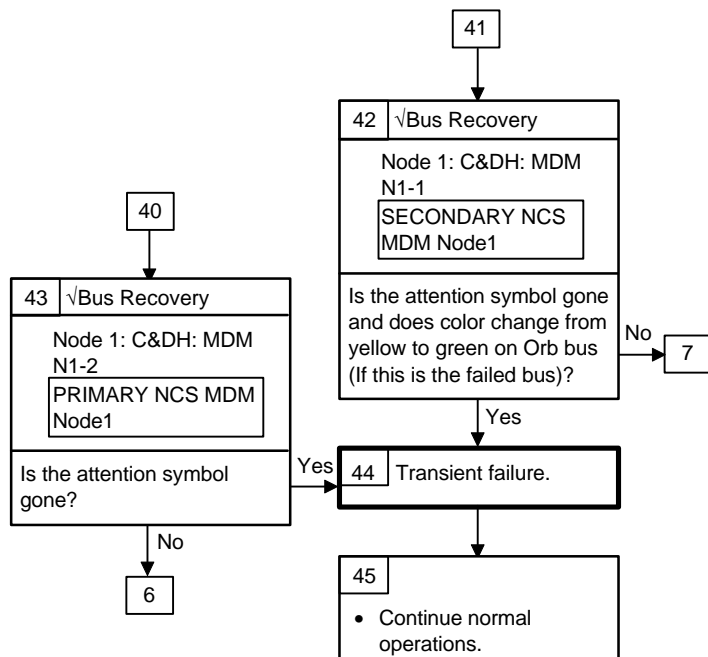 41
42 √Bus Recovery
Node 1: C&DH: MDM
N1-1
SECONDARY NCS
MDM Node1
Is the attention symbol gone
and does color change from
yellow to green on Orb bus
(If this is the failed bus)?
No
7
Yes
40
43 √Bus Recovery
Node 1: C&DH: MDM
N1-2
PRIMARY NCS MDM
Node1
Is the attention symbol
gone?
Yes
No
6
44 Transient failure.
45
• Continue normal
operations.